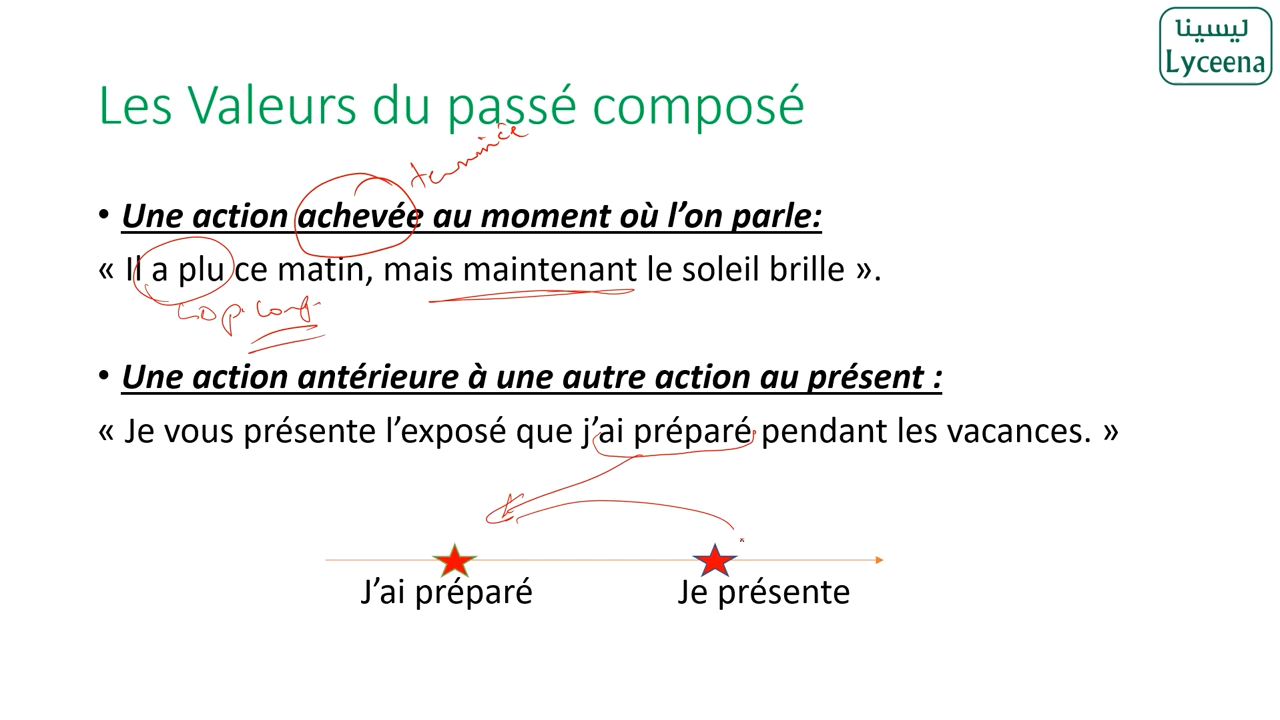 ليسينا
Lyceena
Les Valeurs du passé composé
terminée
• Une action achevée au moment où l’on parle:
« Il a plu ce matin, mais maintenant le soleil brille ».
• Une action antérieure à une autre action au présent :
« Je vous présente l’exposé que j’ai préparé pendant les vacances. »
J’ai préparé Je présente